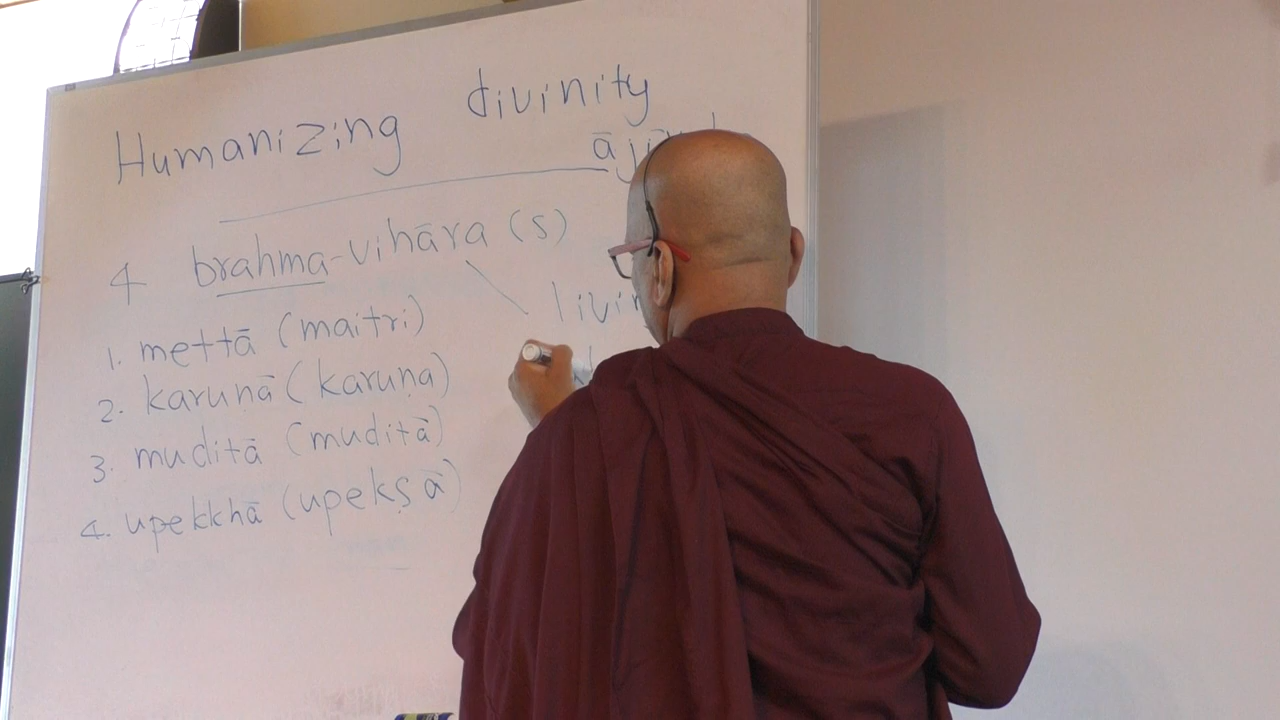 Humanizing divinity
4 brahma-vihāra (s)
1. mettā (maitri)
2. karuṇā (karuṇa)
3. muditā (muditā)
4. upekkhā (upekṣā)